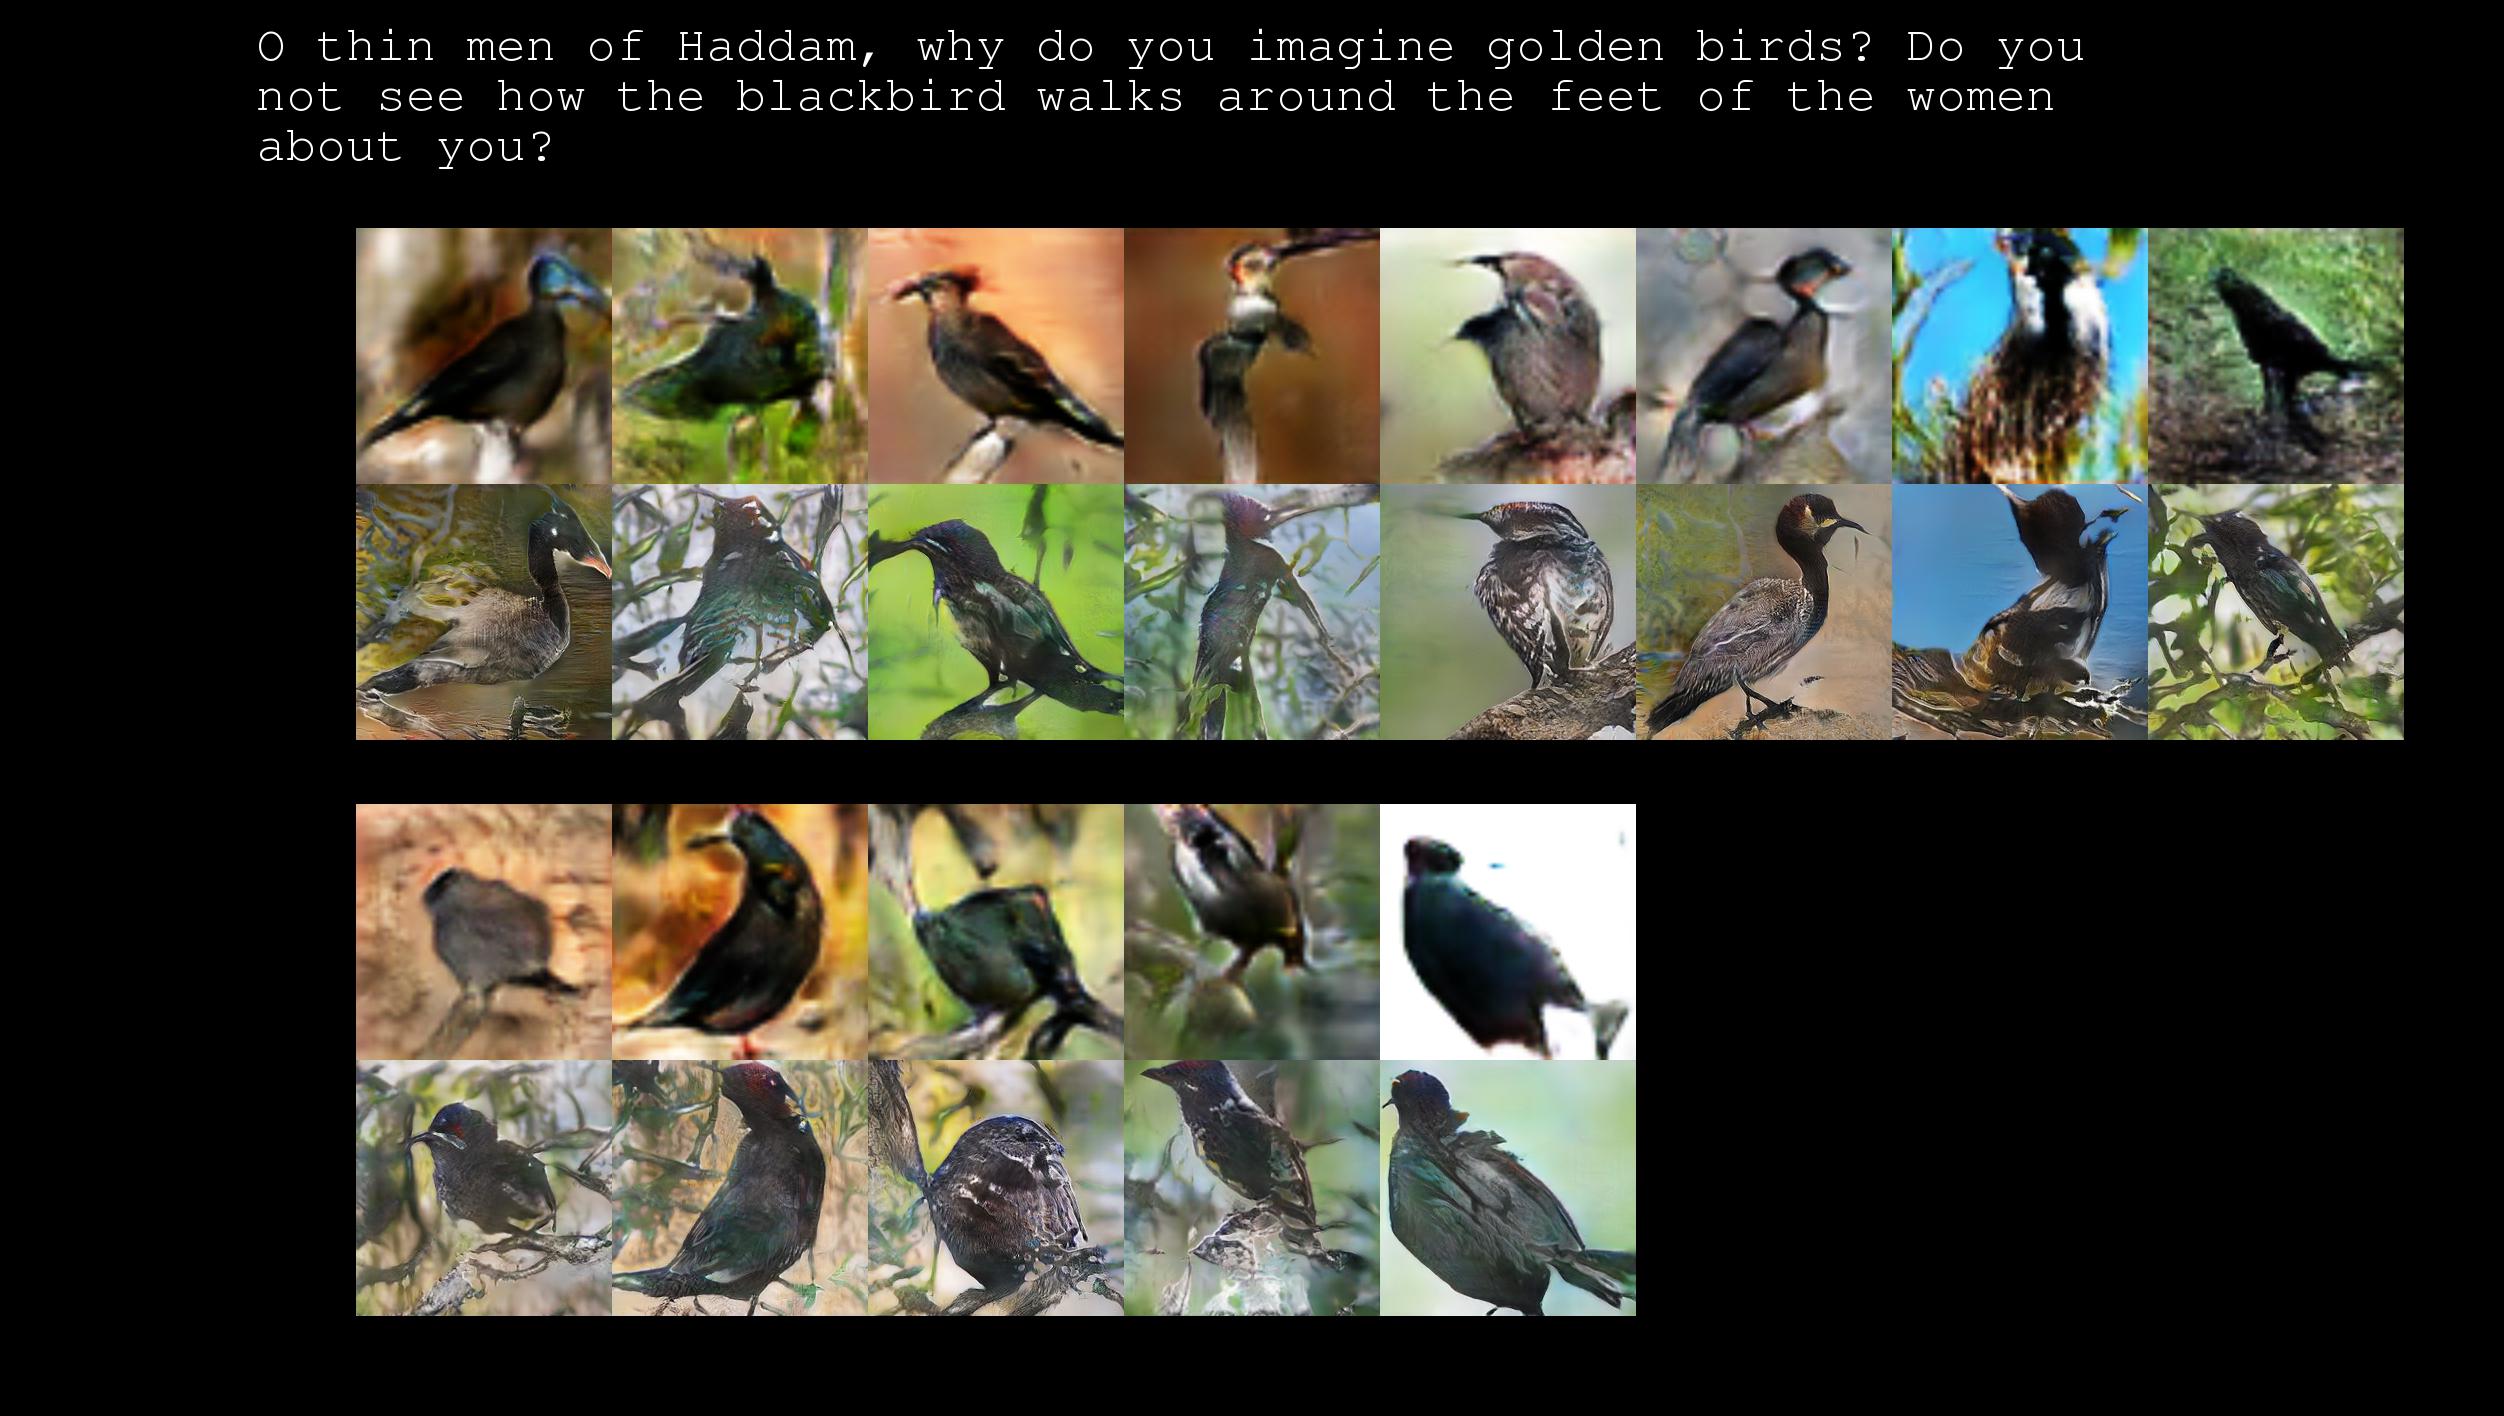 O thin men of Haddam, why do you imagine golden birds? Do you
not see how the blackbird walks around the feet of the women
about you?